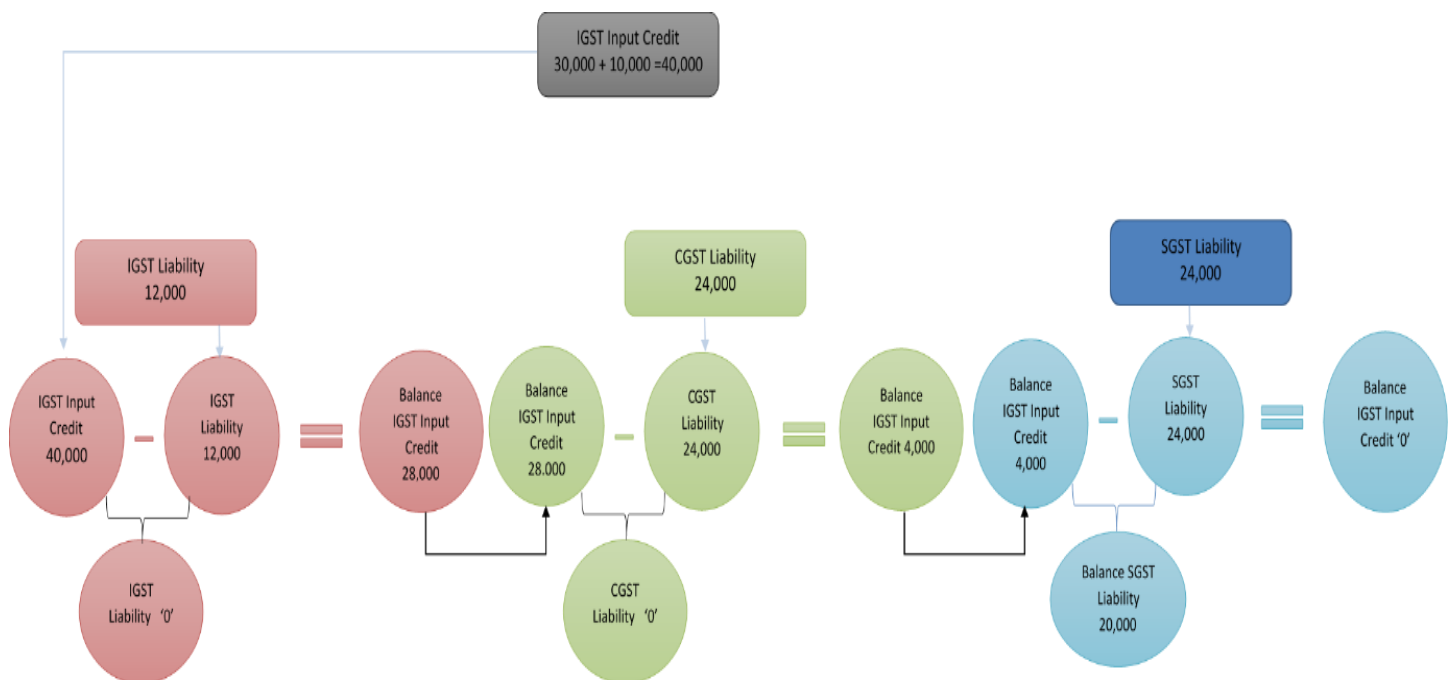 IGST Input Credit
30,000 + 10,000 =40,000
IGST Liability
12,000
CGST Liability
24,000
SGST Liability
24,000
IGST Input
Credit
40,000
IGST
Liability
12,000
Balance
IGST Input
Credit
28,000
Balance
IGST Input
Credit
28.000
CGST
Liability
24,000
Balance
IGST Input
Credit 4,000
Balance
IGST Input
Credit
4,000
SGST
Liability
24,000
Balance
IGST Input
Credit ‘0’
IGST
Liability ‘0’
CGST
Liability ‘0’
Balance SGST
Liability
20,000